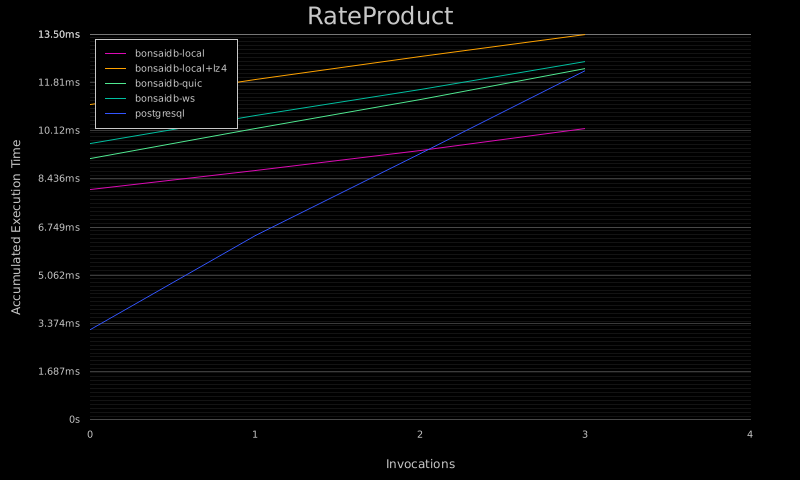 RateProduct
13.50ms
bonsaidb-local
bonsaidb-local+lz4
bonsaidb-quic
bonsaidb-ws
postgresql
11.81ms
10.12ms
8.436ms
6.749ms
5.062ms
3.374ms
1.687ms
0s
Accumulated Execution Time
0 1 2 3 4
Invocations